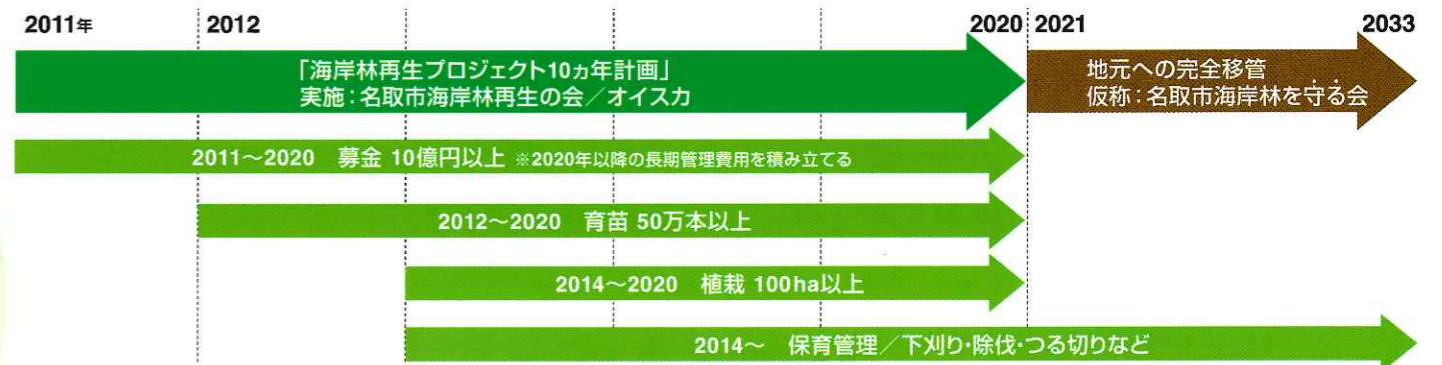 2011年 2012 2020 2021 2033
「海岸林再生プロジェクト10ヵ年計画」
実施：名取市海岸林再生の会／オイスカ
地元への完全移管
仮称：名取市海岸林を守る会
2011〜2020 募金 10億円以上 ※2020年以降の長期管理費用を積み立てる
2012〜2020 育苗 50万本以上
2014〜2020 植栽 100ha以上
2014〜 保育管理／下刈り・除伐・つる切りなど